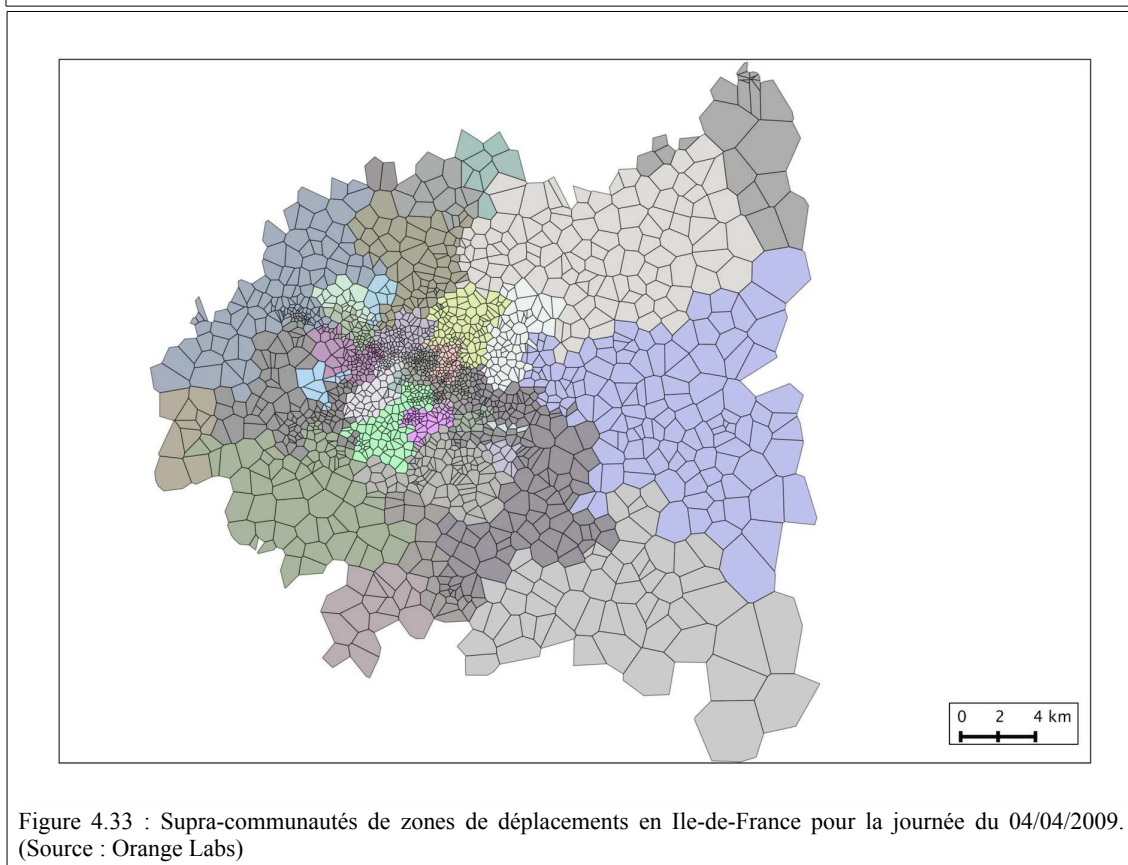 0 2 4 km
Figure 4.33 : Supra-communautés de zones de déplacements en Ile-de-France pour la journée du 04/04/2009.
(Source : Orange Labs)